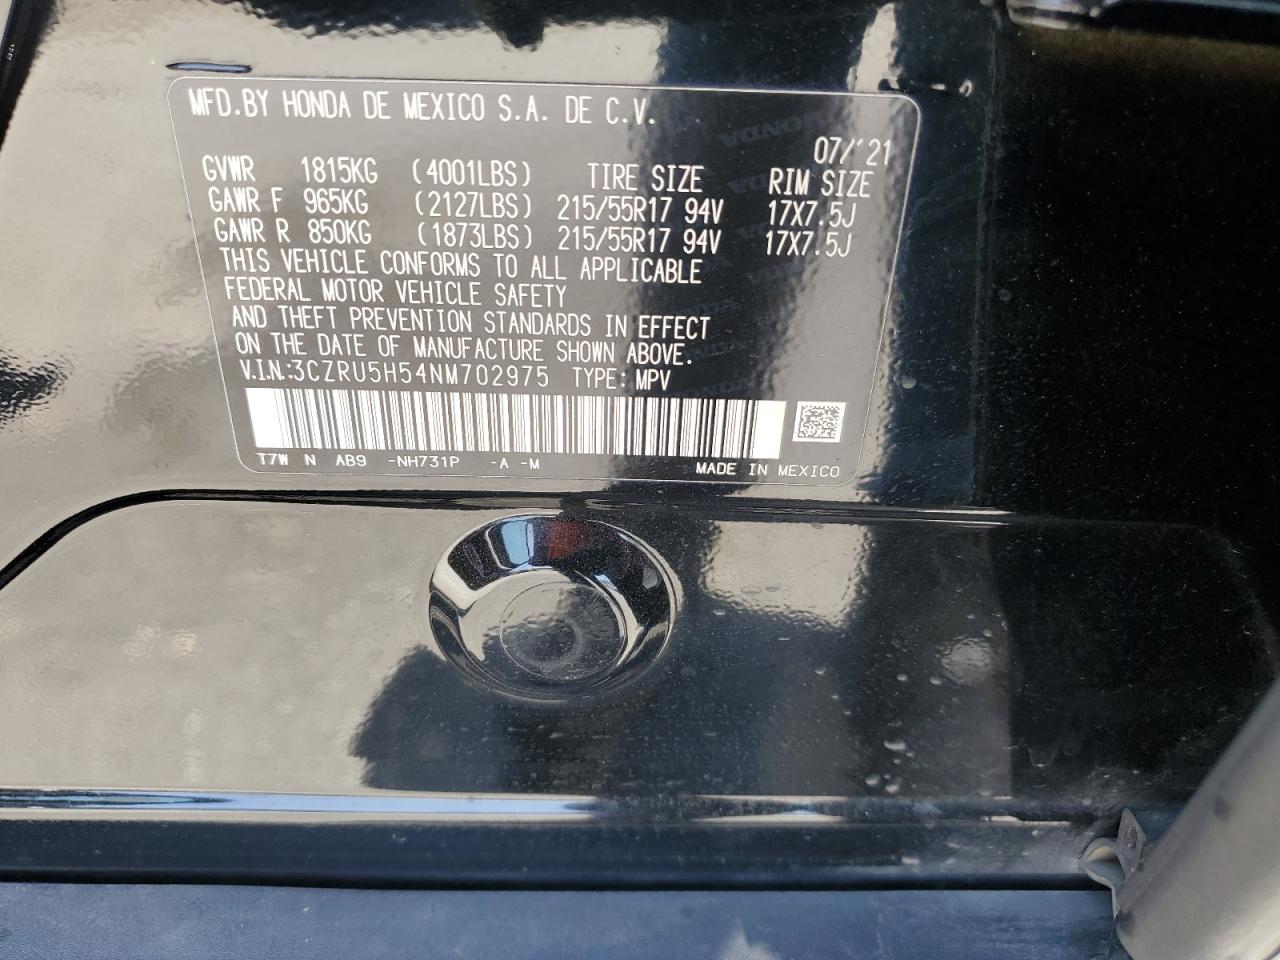 MFD.BY HONDA DE MEXICO S.A. DE C.V.
07/'21
GVWR 1815KG (4001LBS) TIRE SIZE RIM SIZE
GAWR F 965KG (2127LBS) 215/55R17 94V 17X7.5J
GAWR R 850KG (1873LBS) 215/55R17 94V 17X7.5J
THIS VEHICLE CONFORMS TO ALL APPLICABLE
FEDERAL MOTOR VEHICLE SAFETY
AND THEFT PREVENTION STANDARDS IN EFFECT
ON THE DATE OF MANUFACTURE SHOWN ABOVE.
V.I.N.:3CZRU5H54NM702975 TYPE: MPV
T7W N AB9 -NH731P -A -M MADE IN MEXICO